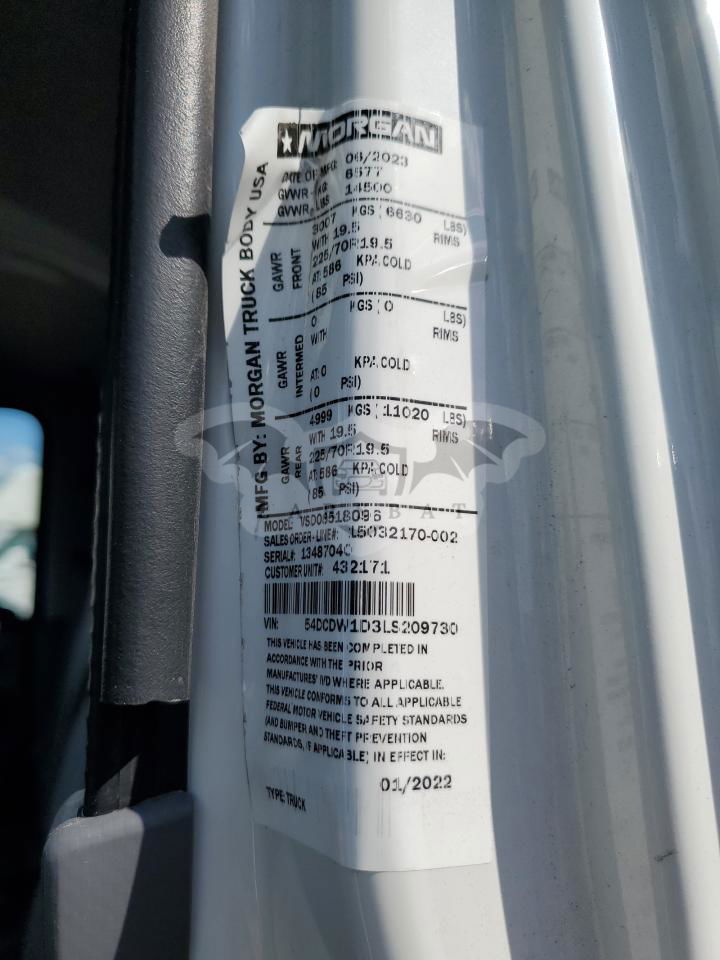 MORGAN
MFG BY: MORGAN TRUCK BODY USA
DATE OF MFG: 06/2023
GVWR - KG: 6577
GVWR - LBS 14500
GAWR FRONT
3007 KGS (6630 LBS)
WITH 19.5 RIMS
225/70R19.5
AT: 586 KPA COLD
(85 PSI)
GAWR INTERMED
0 KGS (0 LBS)
WITH RIMS
AT: 0 KPA COLD
(0 PSI)
GAWR REAR
4999 KGS (11020 LBS)
WITH 19.5 RIMS
225/70R19.5
AT: 586 KPA COLD
(85 PSI)
MODEL:
SALES ORDER-LINE#: 15032170-002
SERIAL#: 1348704C
CUSTOMER UNIT#: 432171
VIN: 54DCDW1D3LS209730
THIS VEHICLE HAS BEEN COMPLETED IN
ACCORDANCE WITH THE PRIOR
MANUFACTURES' IVD WHERE APPLICABLE.
THIS VEHICLE CONFORMS TO ALL APPLICABLE
FEDERAL MOTOR VEHICLE SAFETY STANDARDS
(AND BUMPER AND THEFT PREVENTION
STANDARDS, IF APPLICABLE) IN EFFECT IN:
01/2022
TYPE: TRUCK